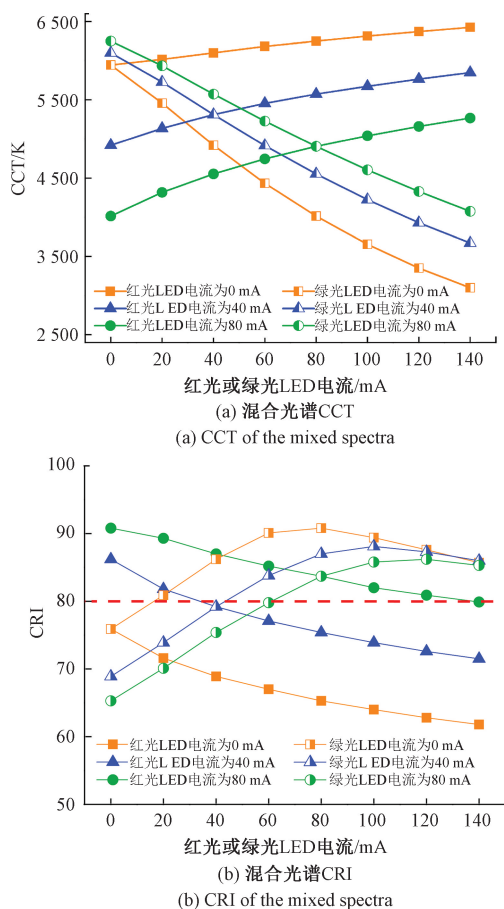 6 500
5 500
4 500
3 500
2 500
CCT/K
红光LED电流为0 mA 绿光LED电流为0 mA
红光L ED电流为40 mA 绿光L ED电流为40 mA
红光LED电流为80 mA 绿光LED电流为80 mA
0 20 40 60 80 100 120 140
红光或绿光LED电流/mA
(a) 混合光谱CCT
(a) CCT of the mixed spectra
100
90
80
70
60
50
CRI
红光LED电流为0 mA 绿光LED电流为0 mA
红光L ED电流为40 mA 绿光L ED电流为40 mA
红光LED电流为80 mA 绿光LED电流为80 mA
0 20 40 60 80 100 120 140
红光或绿光LED电流/mA
(b) 混合光谱CRI
(b) CRI of the mixed spectra